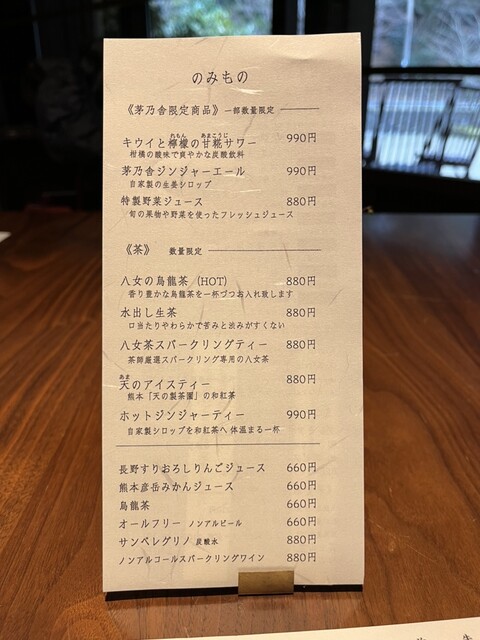 のみもの
《茅乃舎限定商品》 一部数量限定
れもん あまこうじ
キウイと檸檬の甘糀サワー 990円
柑橘の酸味で爽やかな炭酸飲料
茅乃舎ジンジャーエール 990円
自家製の生姜シロップ
特製野菜ジュース 880円
旬の果物や野菜を使ったフレッシュジュース
《茶》 数量限定
八女の烏龍茶 (HOT) 880円
香り豊かな烏龍茶を一杯づつお入れ致します
水出し生茶 880円
口当たりやわらかで苦みと渋みがすくない
八女茶スパークリングティー 880円
茶師厳選スパークリング専用の八女茶
あま
天のアイスティー 880円
熊本「天の製茶園」の和紅茶
ホットジンジャーティー 990円
自家製シロップを和紅茶へ 体温まる一杯
長野すりおろしりんごジュース 660円
熊本彦岳みかんジュース 660円
烏龍茶 660円
オールフリー ノンアルビール 660円
サンペレグリノ 炭酸水 880円
ノンアルコールスパークリングワイン 880円